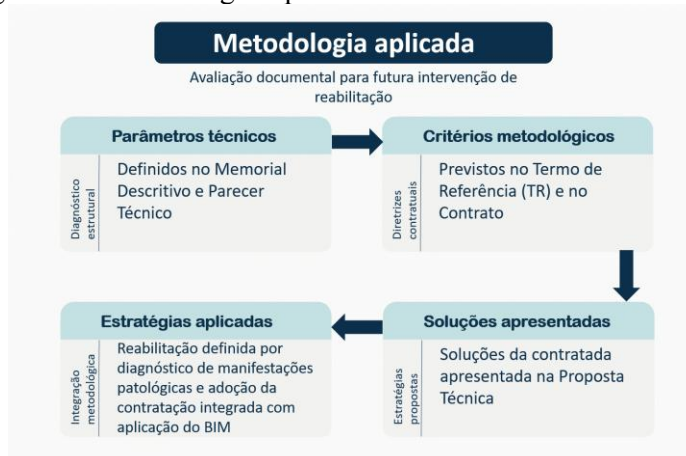 Metodologia aplicada
Avaliação documental para futura intervenção de
reabilitação
Parâmetros técnicos
Diagnóstico
estrutural
Definidos no Memorial
Descritivo e Parecer
Técnico
Critérios metodológicos
Diretrizes
contratuais
Previstos no Termo de
Referência (TR) e no
Contrato
Soluções apresentadas
Estratégias
propostas
Soluções da contratada
apresentada na Proposta
Técnica
Estratégias aplicadas
Integração
metodológica
Reabilitação definida por
diagnóstico de manifestações
patológicas e adoção da
contratação integrada com
aplicação do BIM